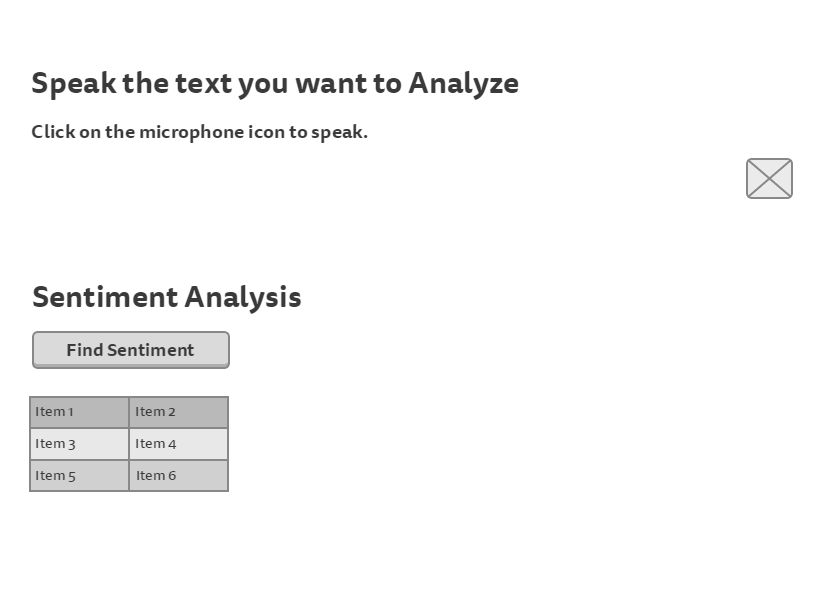 Speak the text you want to Analyze
Click on the microphone icon to speak.
Sentiment Analysis
Find Sentiment
Item 1 Item 2
Item 3 Item 4
Item 5 Item 6